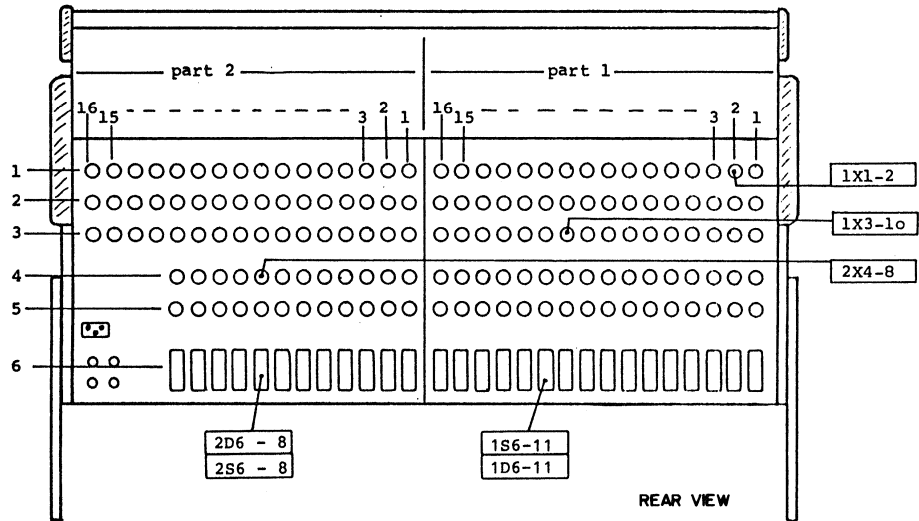 part 2 part 1
16 15 3 2 1 16 15 3 2 1
1
2
3
4
5
6
1X1-2
1X3-1o
2X4-8
2D6 - 8
2S6 - 8
1S6-11
1D6-11
REAR VIEW